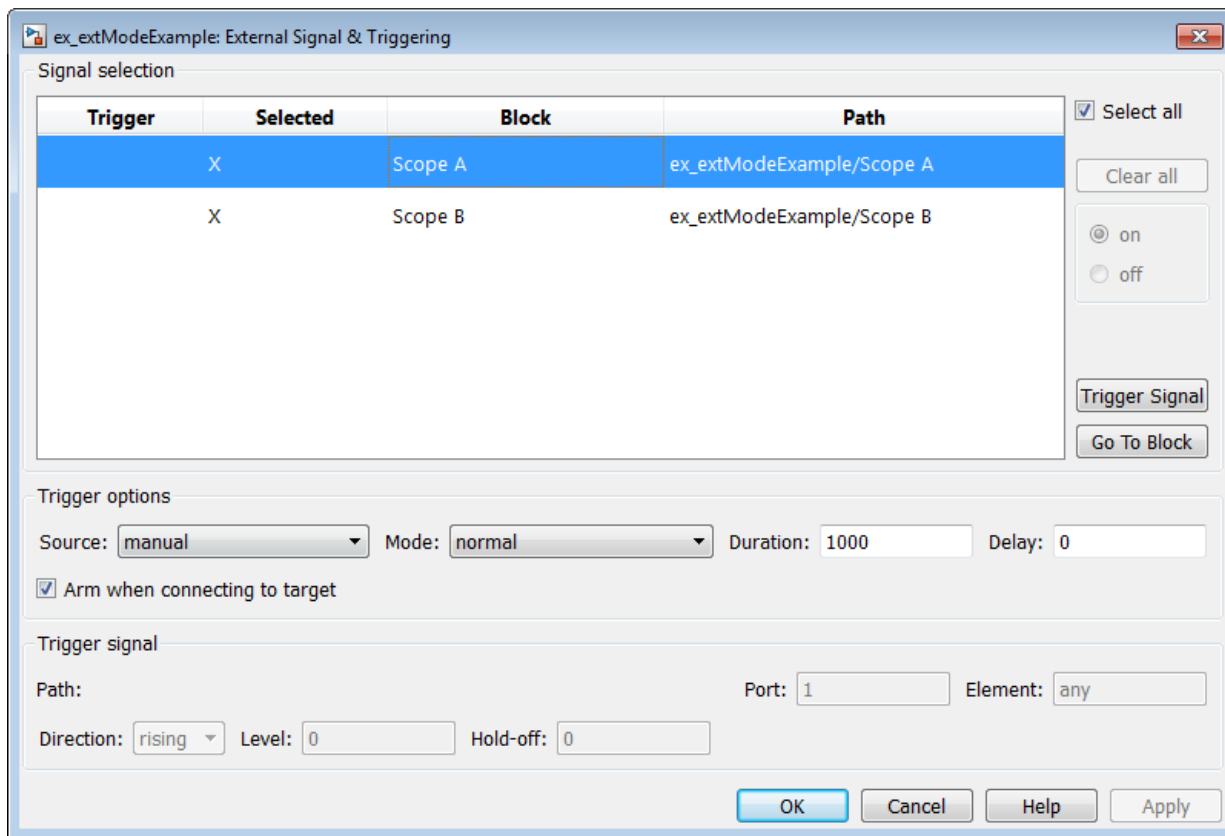 ex_extModeExample: External Signal & Triggering
Signal selection
Trigger Selected Block Path
X Scope A ex_extModeExample/Scope A
X Scope B ex_extModeExample/Scope B
Select all
Clear all
on
off
Trigger Signal
Go To Block
Trigger options
Source: manual Mode: normal Duration: 1000 Delay: 0
Arm when connecting to target
Trigger signal
Path: Port: 1 Element: any
Direction: rising Level: 0 Hold-off: 0
OK Cancel Help Apply